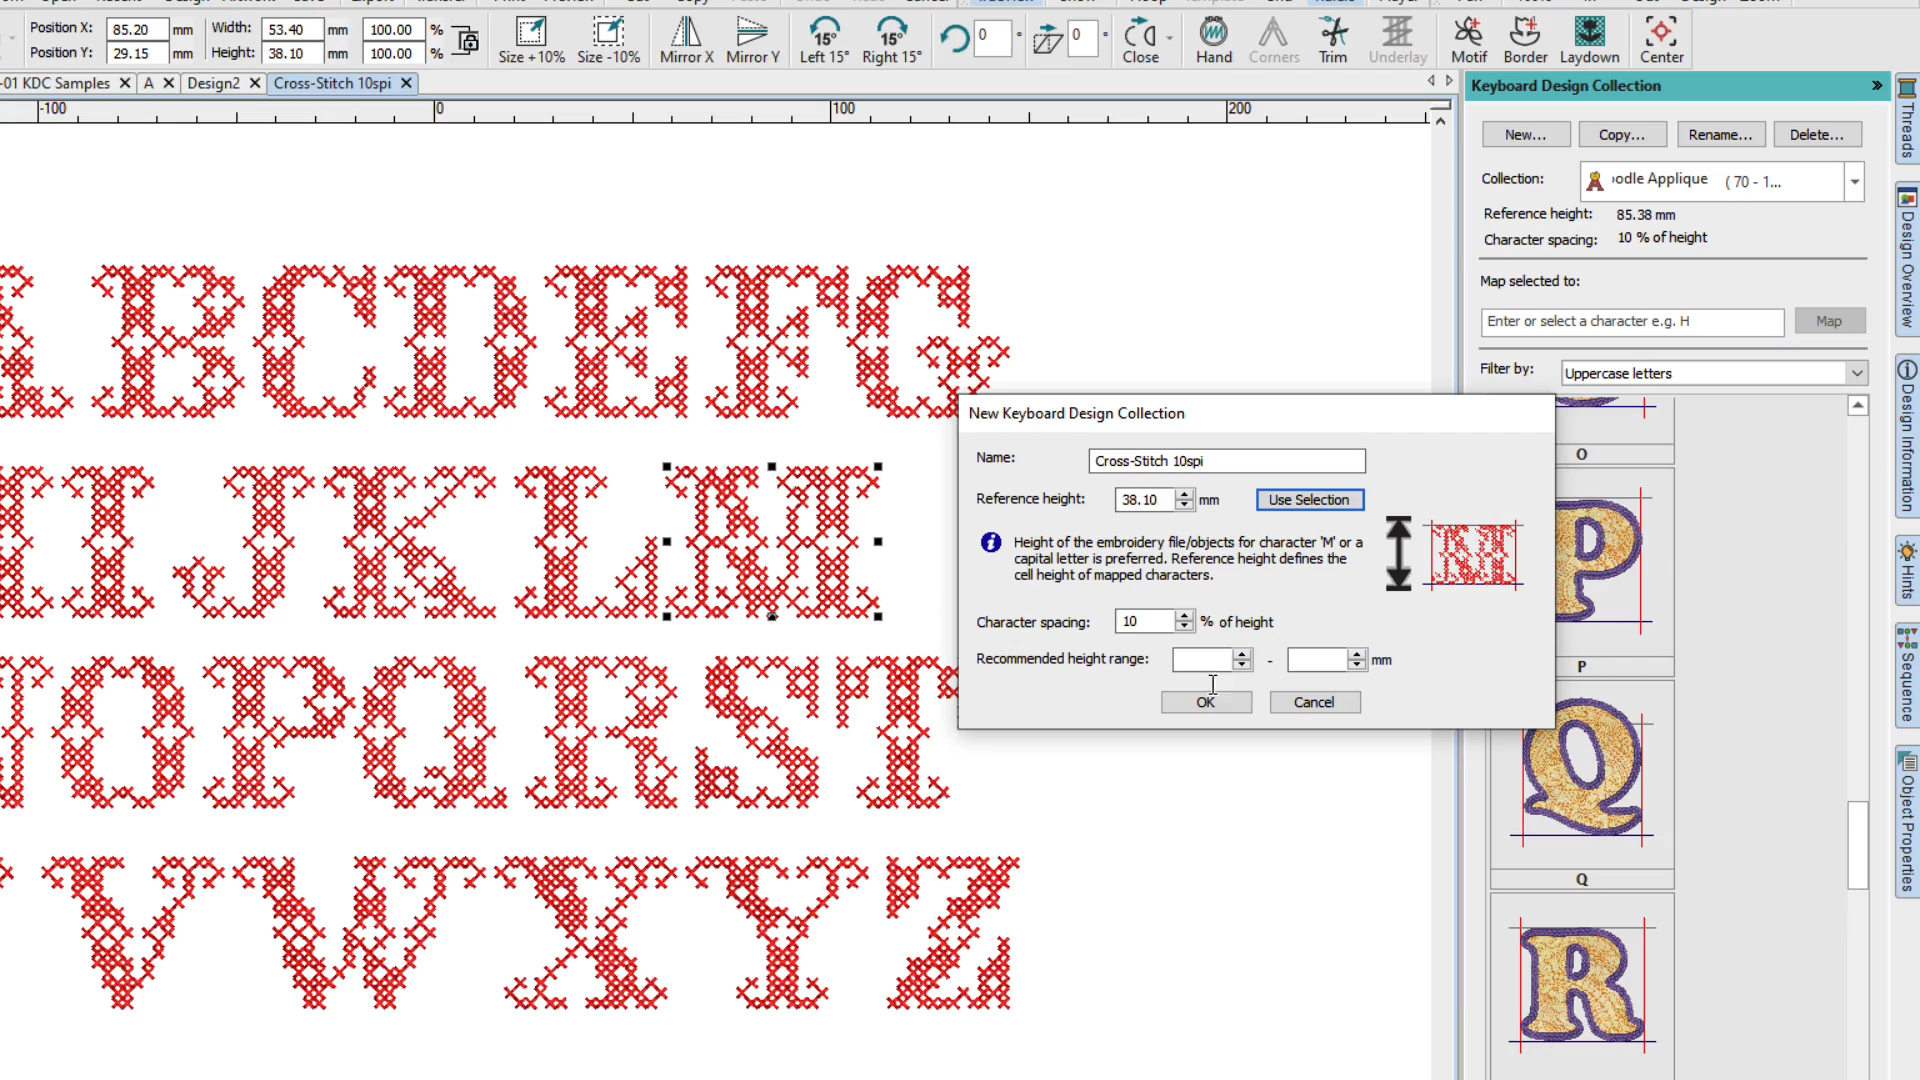 Position X: 85.20 mm Width: 53.40 mm 100.00 %
Position Y: 29.15 mm Height: 38.10 mm 100.00 %
Size +10% Size -10% Mirror X Mirror Y Left 15° Right 15° 0 ° 0 ° Close Hand Corners Trim Underlay Motif Border Laydown Center
-01 KDC Samples A Design2 Cross-Stitch 10spi
-100 0 100 200
B C D E F G
I J K L M
O P Q R S T
V W X Y Z
New Keyboard Design Collection
Name: Cross-Stitch 10spi
Reference height: 38.10 mm Use Selection
Height of the embroidery file/objects for character 'M' or a
capital letter is preferred. Reference height defines the
cell height of mapped characters.
Character spacing: 10 % of height
Recommended height range: - mm
OK Cancel
Keyboard Design Collection
New... Copy... Rename... Delete...
Collection: odle Applique ( 70 - 1...
Reference height: 85.38 mm
Character spacing: 10 % of height
Map selected to:
Enter or select a character e.g. H Map
Filter by: Uppercase letters
O
P
P
Q
Q
R
Threads
Design Overview
Design Information
Hints
Sequence
Object Properties